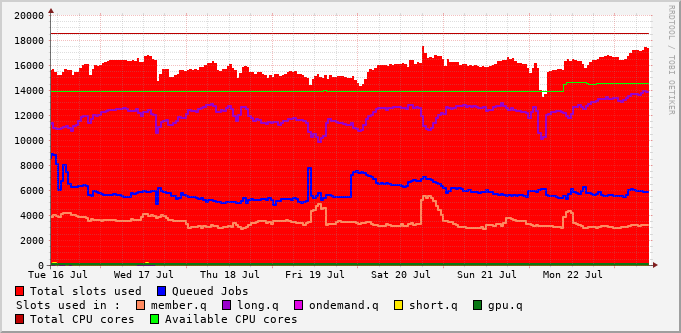 20000
18000
16000
14000
12000
10000
8000
6000
4000
2000
0
Tue 16 Jul Wed 17 Jul Thu 18 Jul Fri 19 Jul Sat 20 Jul Sun 21 Jul Mon 22 Jul
Total slots used Queued Jobs
Slots used in : member.q long.q ondemand.q short.q gpu.q
Total CPU cores Available CPU cores
RRDTOOL / TOBI OETIKER